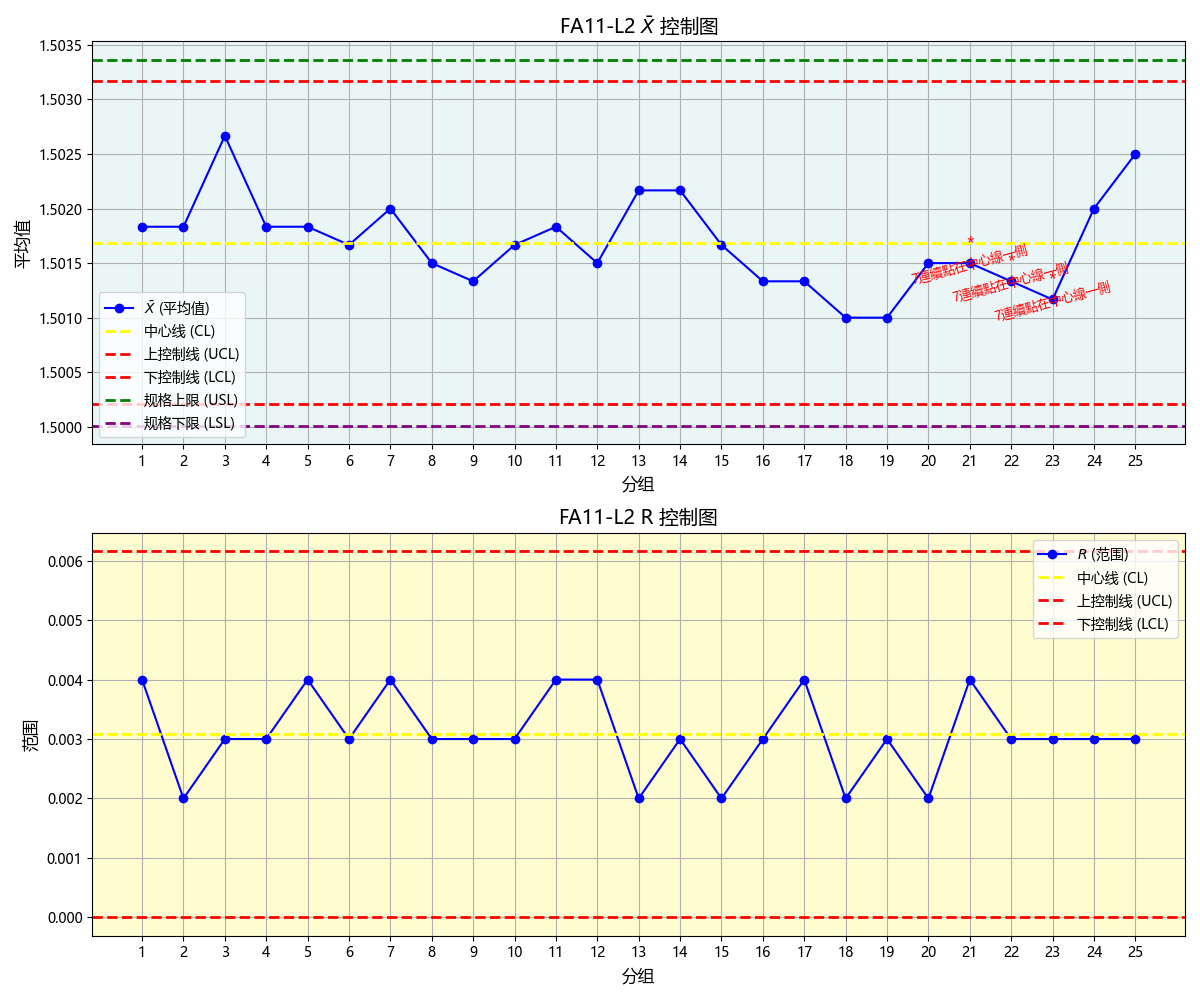 FA11-L2 X̄ 控制图
1.5035
1.5030
1.5025
1.5020
1.5015
1.5010
1.5005
1.5000
平均值
*
7連續點在中心線一側
*
7連續點在中心線一側
*
7連續點在中心線一側
X̄ (平均值)
中心线 (CL)
上控制线 (UCL)
下控制线 (LCL)
规格上限 (USL)
规格下限 (LSL)
1 2 3 4 5 6 7 8 9 10 11 12 13 14 15 16 17 18 19 20 21 22 23 24 25
分组
FA11-L2 R 控制图
0.006
0.005
0.004
0.003
0.002
0.001
0.000
范围
R (范围)
中心线 (CL)
上控制线 (UCL)
下控制线 (LCL)
1 2 3 4 5 6 7 8 9 10 11 12 13 14 15 16 17 18 19 20 21 22 23 24 25
分组